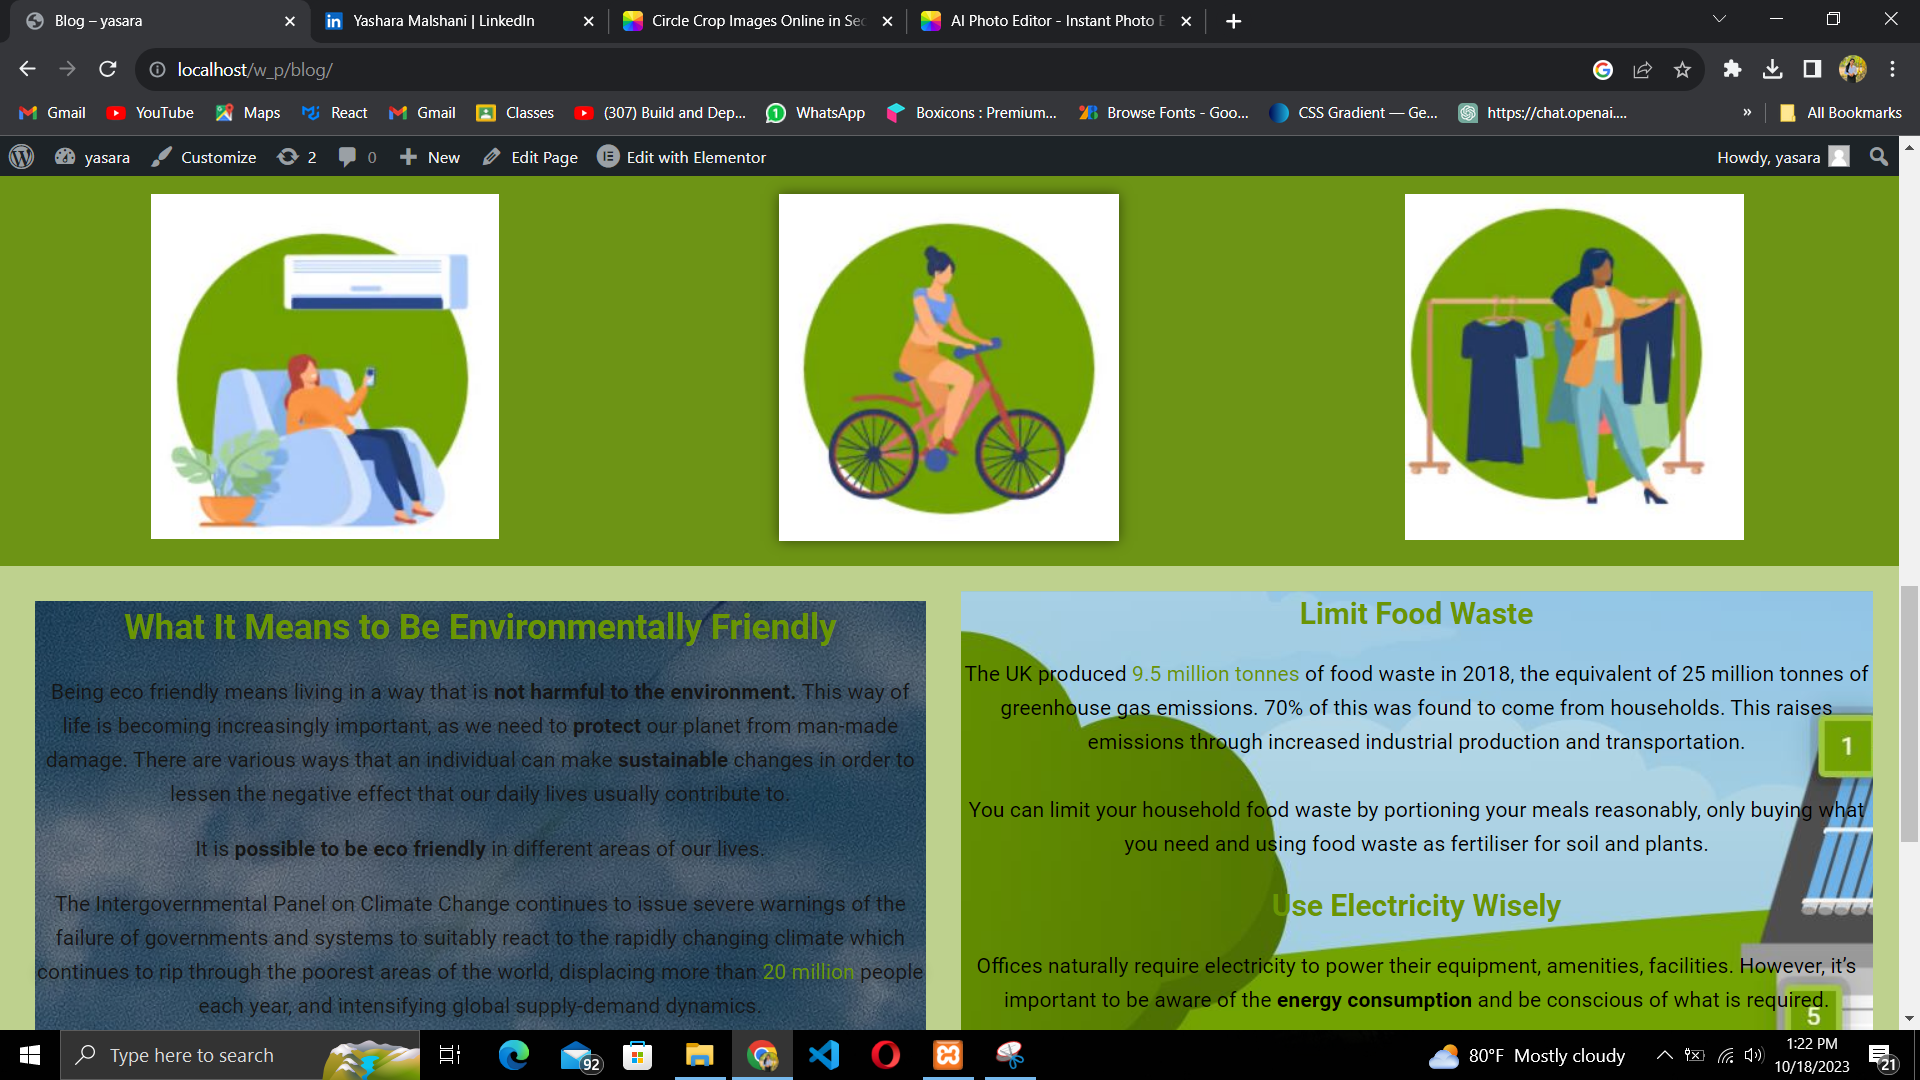 Blog – yasara
Yashara Malshani | LinkedIn
Circle Crop Images Online in Sec
AI Photo Editor - Instant Photo E
localhost/w_p/blog/
Gmail
YouTube
Maps
React
Gmail
Classes
(307) Build and Dep...
WhatsApp
Boxicons : Premium...
Browse Fonts - Goo...
CSS Gradient — Ge...
https://chat.openai....
»
All Bookmarks
yasara
Customize
2
0
New
Edit Page
Edit with Elementor
Howdy, yasara
What It Means to Be Environmentally Friendly
Being eco friendly means living in a way that is not harmful to the environment. This way of
life is becoming increasingly important, as we need to protect our planet from man-made
damage. There are various ways that an individual can make sustainable changes in order to
lessen the negative effect that our daily lives usually contribute to.
It is possible to be eco friendly in different areas of our lives.
The Intergovernmental Panel on Climate Change continues to issue severe warnings of the
failure of governments and systems to suitably react to the rapidly changing climate which
continues to rip through the poorest areas of the world, displacing more than 20 million people
each year, and intensifying global supply-demand dynamics.
Limit Food Waste
The UK produced 9.5 million tonnes of food waste in 2018, the equivalent of 25 million tonnes of
greenhouse gas emissions. 70% of this was found to come from households. This raises
emissions through increased industrial production and transportation.
1
You can limit your household food waste by portioning your meals reasonably, only buying what
you need and using food waste as fertiliser for soil and plants.
Use Electricity Wisely
Offices naturally require electricity to power their equipment, amenities, facilities. However, it's
important to be aware of the energy consumption and be conscious of what is required.
5
Type here to search
92
80°F Mostly cloudy
1:22 PM
10/18/2023
21